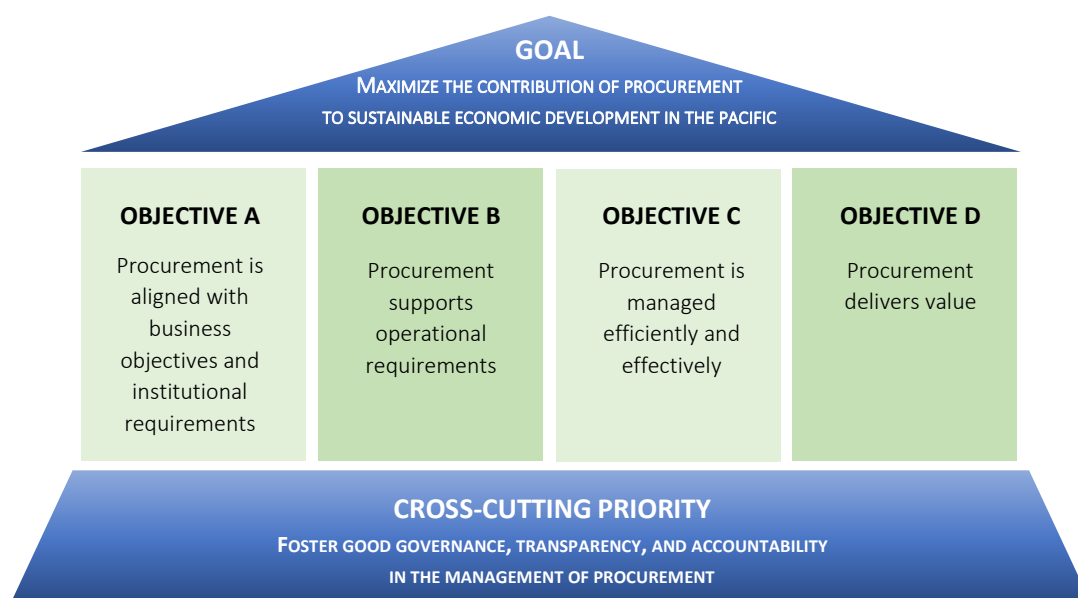 GOAL
MAXIMIZE THE CONTRIBUTION OF PROCUREMENT
TO SUSTAINABLE ECONOMIC DEVELOPMENT IN THE PACIFIC
OBJECTIVE A
Procurement is
aligned with
business
objectives and
institutional
requirements
OBJECTIVE B
Procurement
supports
operational
requirements
OBJECTIVE C
Procurement is
managed
efficiently and
effectively
OBJECTIVE D
Procurement
delivers value
CROSS-CUTTING PRIORITY
FOSTER GOOD GOVERNANCE, TRANSPARENCY, AND ACCOUNTABILITY
IN THE MANAGEMENT OF PROCUREMENT